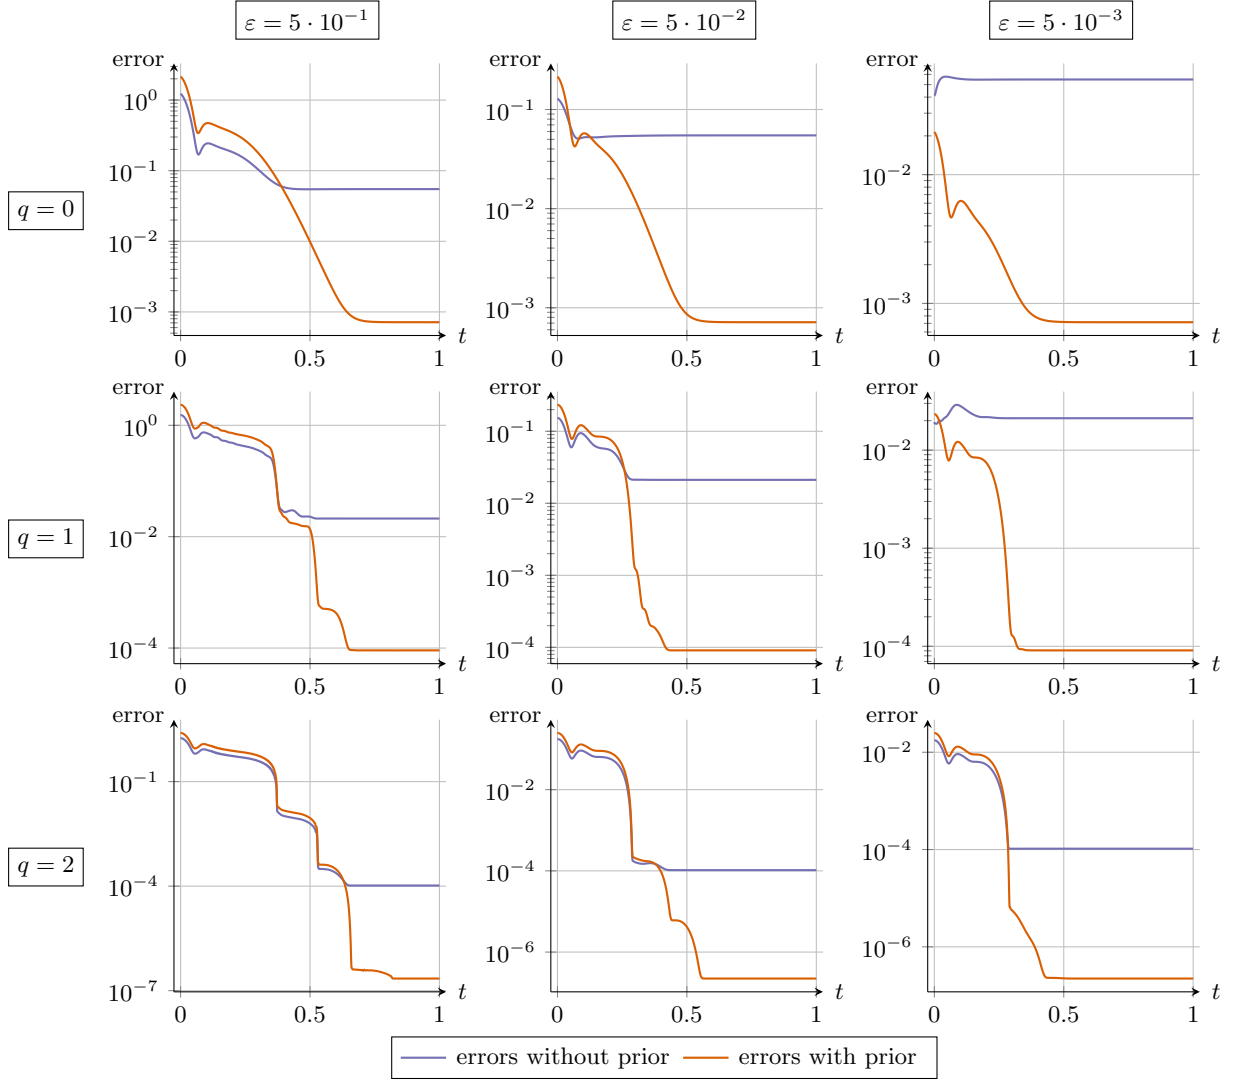 ε = 5 · 10⁻¹ ε = 5 · 10⁻² ε = 5 · 10⁻³
error error error
10⁰
10⁻¹
10⁻²
10⁻³
t
0 0.5 1
10⁻¹
10⁻²
10⁻³
t
0 0.5 1
10⁻²
10⁻³
t
0 0.5 1
q = 0
error error error
10⁰
10⁻²
10⁻⁴
t
0 0.5 1
10⁻¹
10⁻²
10⁻³
10⁻⁴
t
0 0.5 1
10⁻²
10⁻³
10⁻⁴
t
0 0.5 1
q = 1
error error error
10⁻¹
10⁻⁴
10⁻⁷
t
0 0.5 1
10⁻²
10⁻⁴
10⁻⁶
t
0 0.5 1
10⁻²
10⁻⁴
10⁻⁶
t
0 0.5 1
q = 2
errors without prior errors with prior